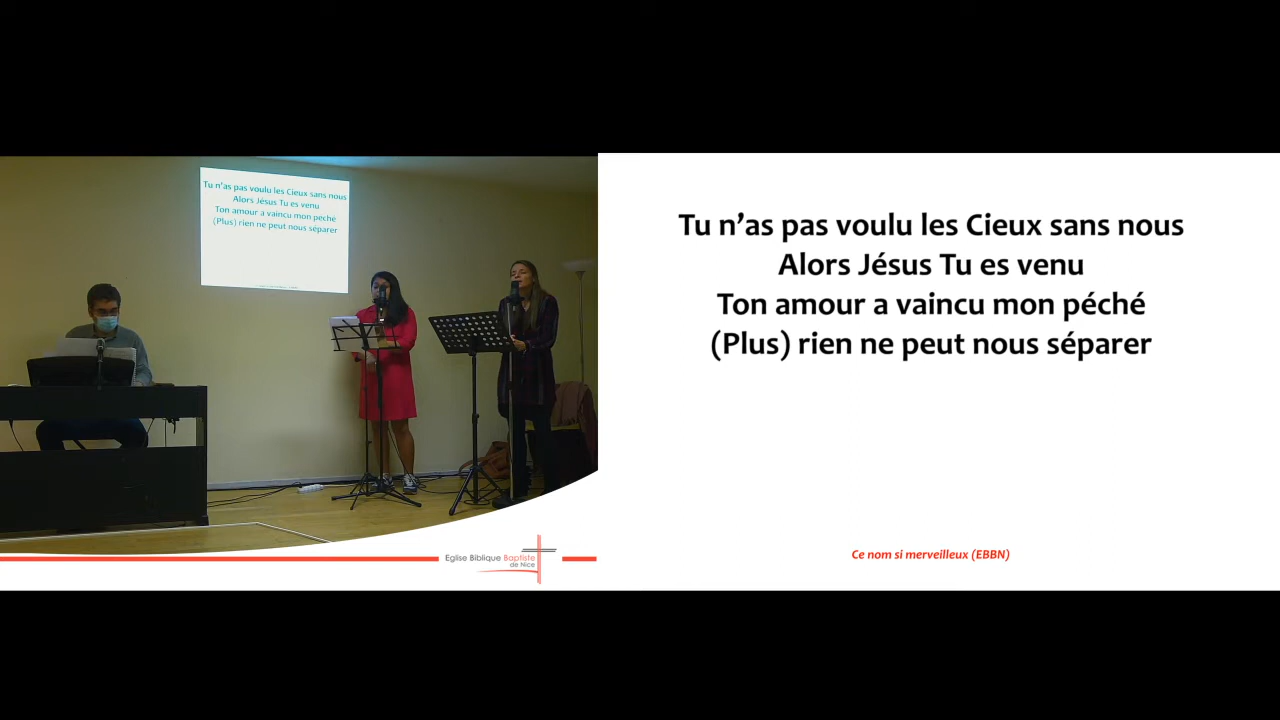 Tu n'as pas voulu les Cieux sans nous
Alors Jésus Tu es venu
Ton amour a vaincu mon péché
(Plus) rien ne peut nous séparer
Eglise Biblique Baptiste
de Nice
Tu n’as pas voulu les Cieux sans nous
Alors Jésus Tu es venu
Ton amour a vaincu mon péché
(Plus) rien ne peut nous séparer
Ce nom si merveilleux (EBBN)